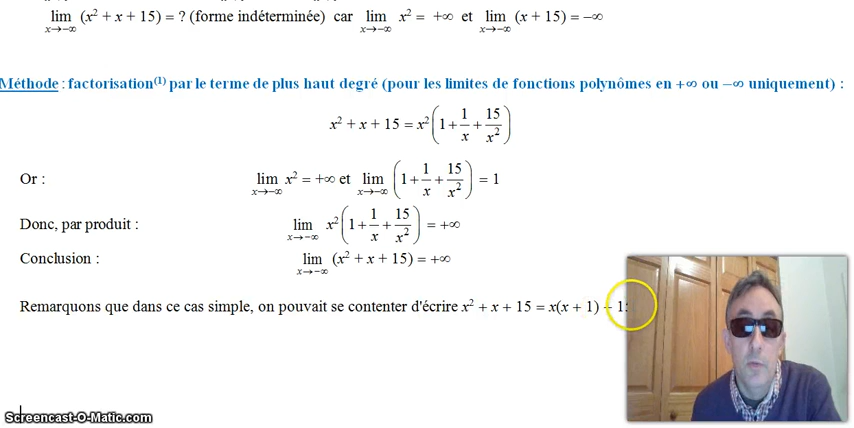 lim (x² + x + 15) = ? (forme indéterminée) car lim x² = +∞ et lim (x + 15) = −∞
x→−∞ x→−∞ x→−∞
Méthode : factorisation⁽¹⁾ par le terme de plus haut degré (pour les limites de fonctions polynômes en +∞ ou −∞ uniquement) :
x² + x + 15 = x²(1 + 1/x + 15/x²)
Or : lim x² = +∞ et lim (1 + 1/x + 15/x²) = 1
x→−∞ x→−∞
Donc, par produit : lim x²(1 + 1/x + 15/x²) = +∞
x→−∞
Conclusion : lim (x² + x + 15) = +∞
x→−∞
Remarquons que dans ce cas simple, on pouvait se contenter d'écrire x² + x + 15 = x(x + 1)
Screencast-O-Matic.com